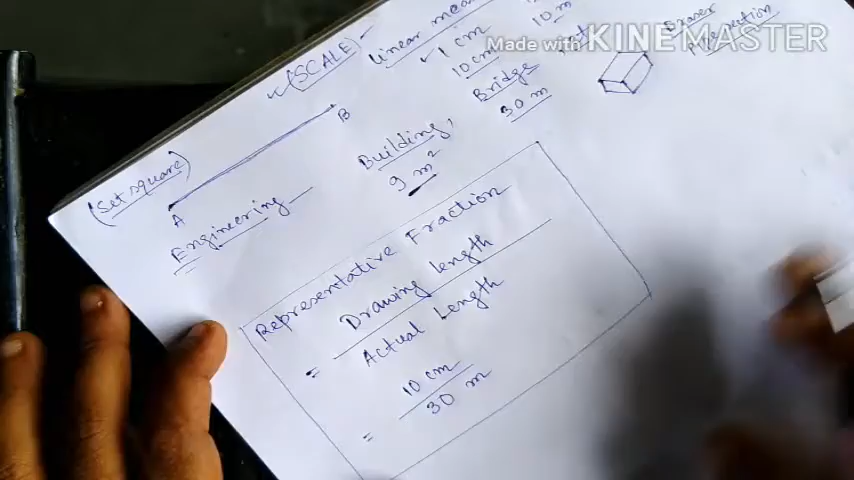 Made with KINEMASTER
(SCALE)
linear
1 cm
10 m
10 cm
Eraser
Projection
(Set square)
A
B
Building,
9 m²
Bridge
30 m
Engineering
Representative Fraction
= Drawing length
Actual Length
= 10 cm
30 m